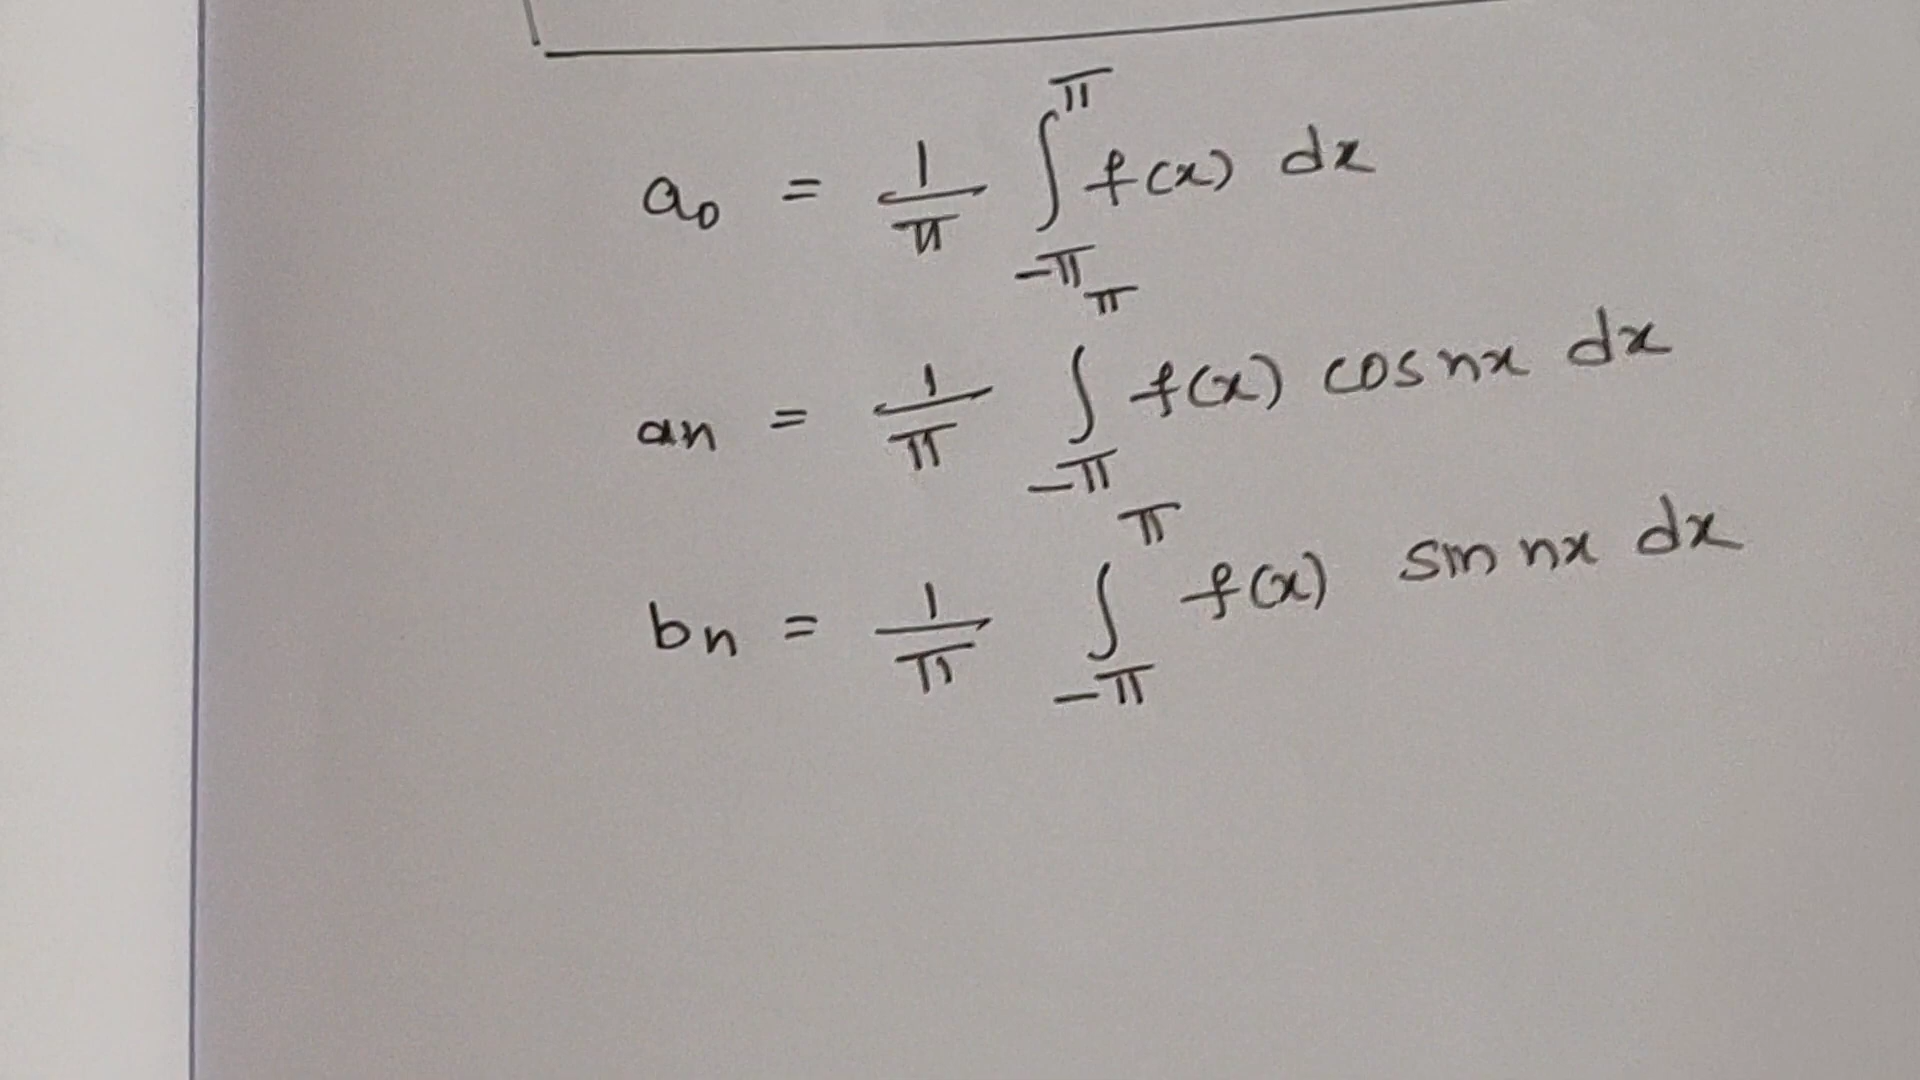 a₀ = 1/π ∫_{-π}^{π} f(x) dx
an = 1/π ∫_{-π}^{π} f(x) cos nx dx
bn = 1/π ∫_{-π}^{π} f(x) sin nx dx